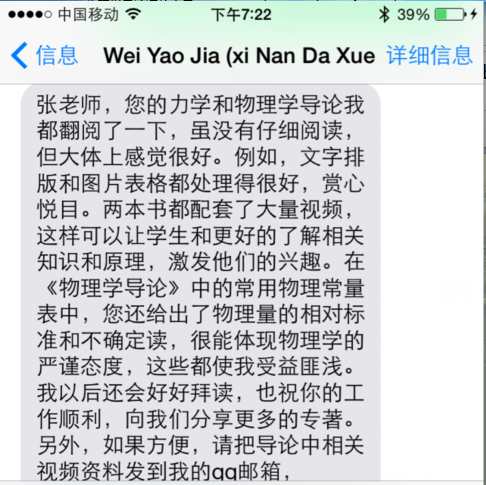 中国移动 下午7:22 39%
信息 Wei Yao Jia (xi Nan Da Xue 详细信息
张老师，您的力学和物理学导论我
都翻阅了一下，虽没有仔细阅读，
但大体上感觉很好。例如，文字排
版和图片表格都处理得很好，赏心
悦目。两本书都配套了大量视频，
这样可以让学生和更好的了解相关
知识和原理，激发他们的兴趣。在
《物理学导论》中的常用物理常量
表中，您还给出了物理量的相对标
准和不确定读，很能体现物理学的
严谨态度，这些都使我受益匪浅。
我以后还会好好拜读，也祝你的工
作顺利，向我们分享更多的专著。
另外，如果方便，请把导论中相关
视频资料发到我的qq邮箱，